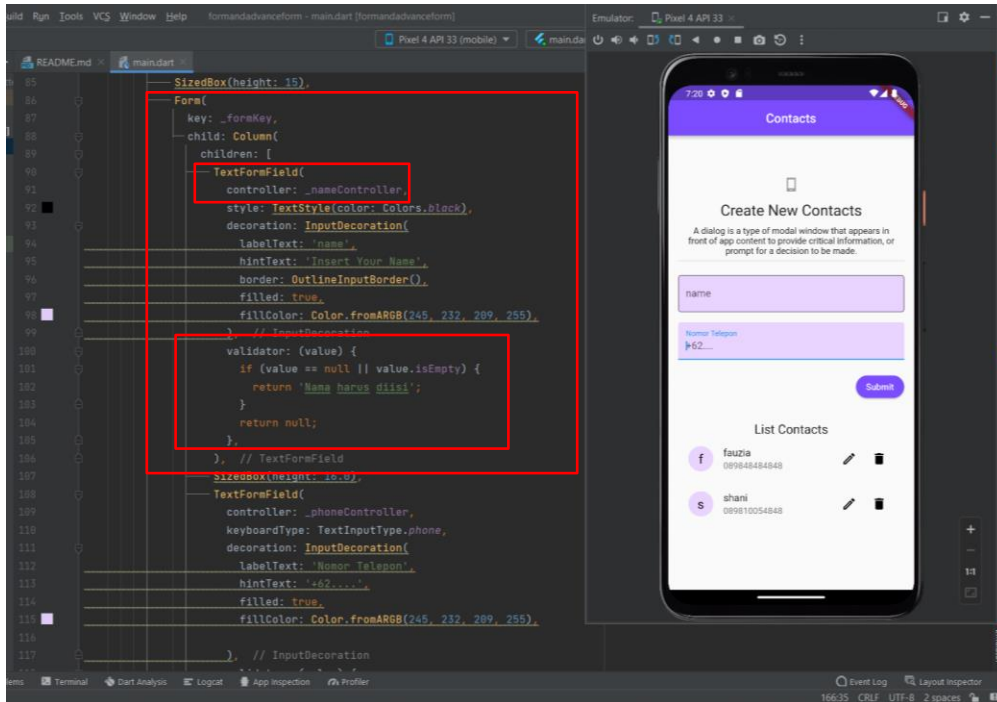 uild Run Tools VCS Window Help formandadvanceform - main.dart [formandadvanceform]
Pixel 4 API 33 (mobile) main.dar
README.md main.dart
85 SizedBox(height: 15),
86 Form(
87 key: _formKey,
88 child: Column(
89 children: [
90 TextFormField(
91 controller: _nameController,
92 style: TextStyle(color: Colors.black),
93 decoration: InputDecoration(
94 labelText: 'name',
95 hintText: 'Insert Your Name',
96 border: OutlineInputBorder(),
97 filled: true,
98 fillColor: Color.fromARGB(245, 232, 209, 255),
99 ), // InputDecoration
100 validator: (value) {
101 if (value == null || value.isEmpty) {
102 return 'Nama harus diisi';
103 }
104 return null;
105 },
106 ), // TextFormField
107 SizedBox(height: 16.0),
108 TextFormField(
109 controller: _phoneController,
110 keyboardType: TextInputType.phone,
111 decoration: InputDecoration(
112 labelText: 'Nomor Telepon',
113 hintText: '+62....',
114 filled: true,
115 fillColor: Color.fromARGB(245, 232, 209, 255),
116
117 ), // InputDecoration
Emulator: Pixel 4 API 33
7:20
Contacts
Create New Contacts
A dialog is a type of modal window that appears in
front of app content to provide critical information, or
prompt for a decision to be made.
name
Nomor Telepon
+62....
Submit
List Contacts
f fauzia
089848484848
s shani
089810054848
1:1
lems Terminal Dart Analysis Logcat App Inspection Profiler Event Log Layout Inspector
166:35 CRLF UTF-8 2 spaces